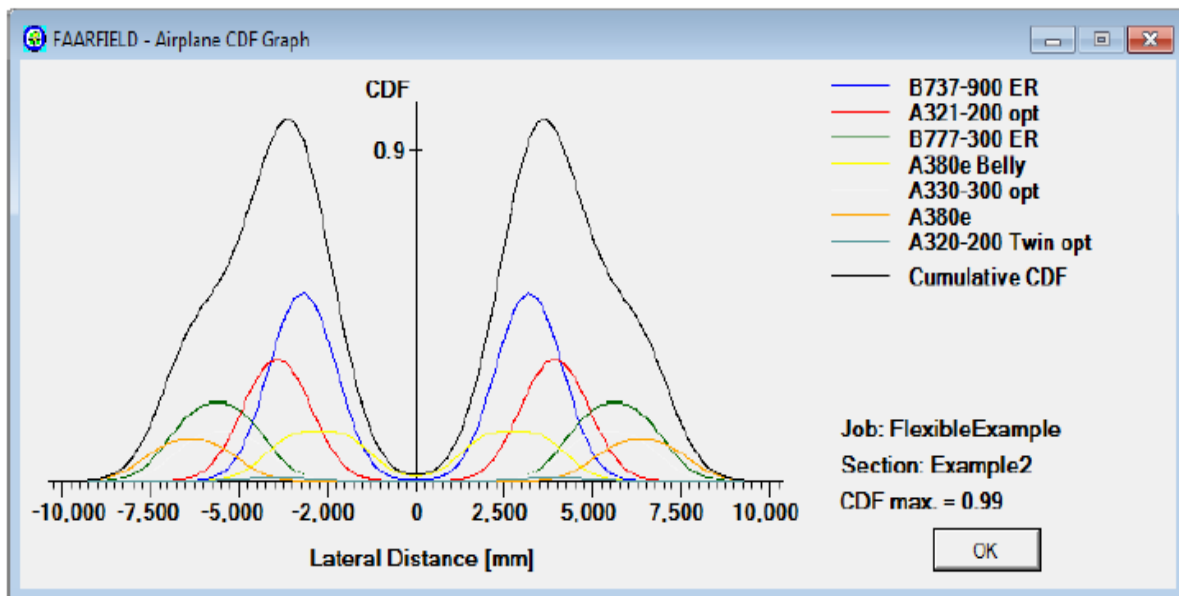 FAARFIELD - Airplane CDF Graph
CDF
0.9
B737-900 ER
A321-200 opt
B777-300 ER
A380e Belly
A330-300 opt
A380e
A320-200 Twin opt
Cumulative CDF
Job: FlexibleExample
Section: Example2
CDF max. = 0.99
-10,000 -7,500 -5,000 -2,000 0 2,500 5,000 7,500 10,000
Lateral Distance [mm]
OK